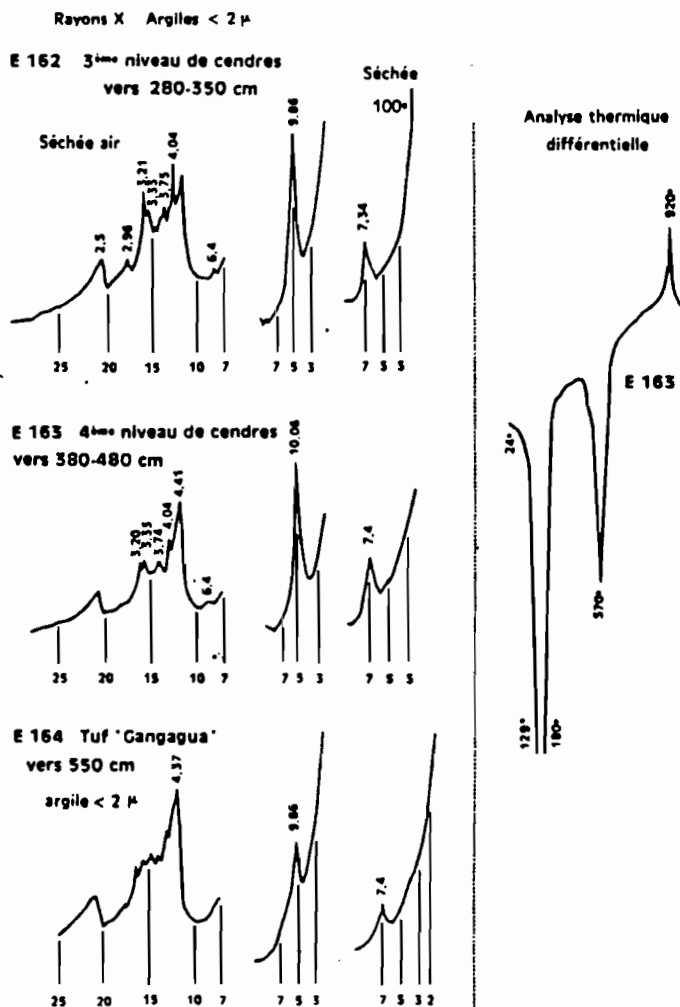 Rayons X Argiles < 2 µ
E 162 3ème niveau de cendres
vers 280-350 cm
Séchée air
Séchée
100°
2.5
2.96
3.21
3.35
3.75
4.04
6.4
9.86
7.34
25 20 15 10 7
7 5 3
7 5 3
E 163 4ème niveau de cendres
vers 380-480 cm
3.20
3.35
3.74
4.04
4.41
6.4
10.06
7.4
25 20 15 10 7
7 5 3
7 5 3
E 164 Tuf "Gangagua"
vers 550 cm
argile < 2 µ
4.37
9.86
7.4
25 20 15 10 7
7 5 3
7 5 3 2
Analyse thermique
différentielle
920°
E 163
24°
570°
129°
180°